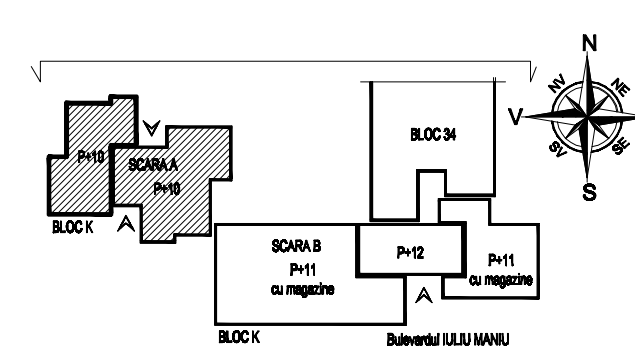 N
NV
NE
V
SV
SE
S
BLOC 34
P+10
SCARA A
P+10
BLOC K
SCARA B
P+11
cu magazine
P+12
P+11
cu magazine
BLOC K
Bulevardul IULIU MANIU